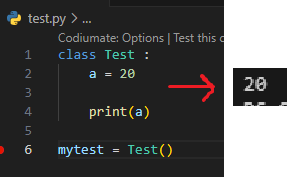 test.py > ...
Codiumate: Options | Test this c
1 class Test :
2 a = 20
3
4 print(a)
5
6 mytest = Test()
20